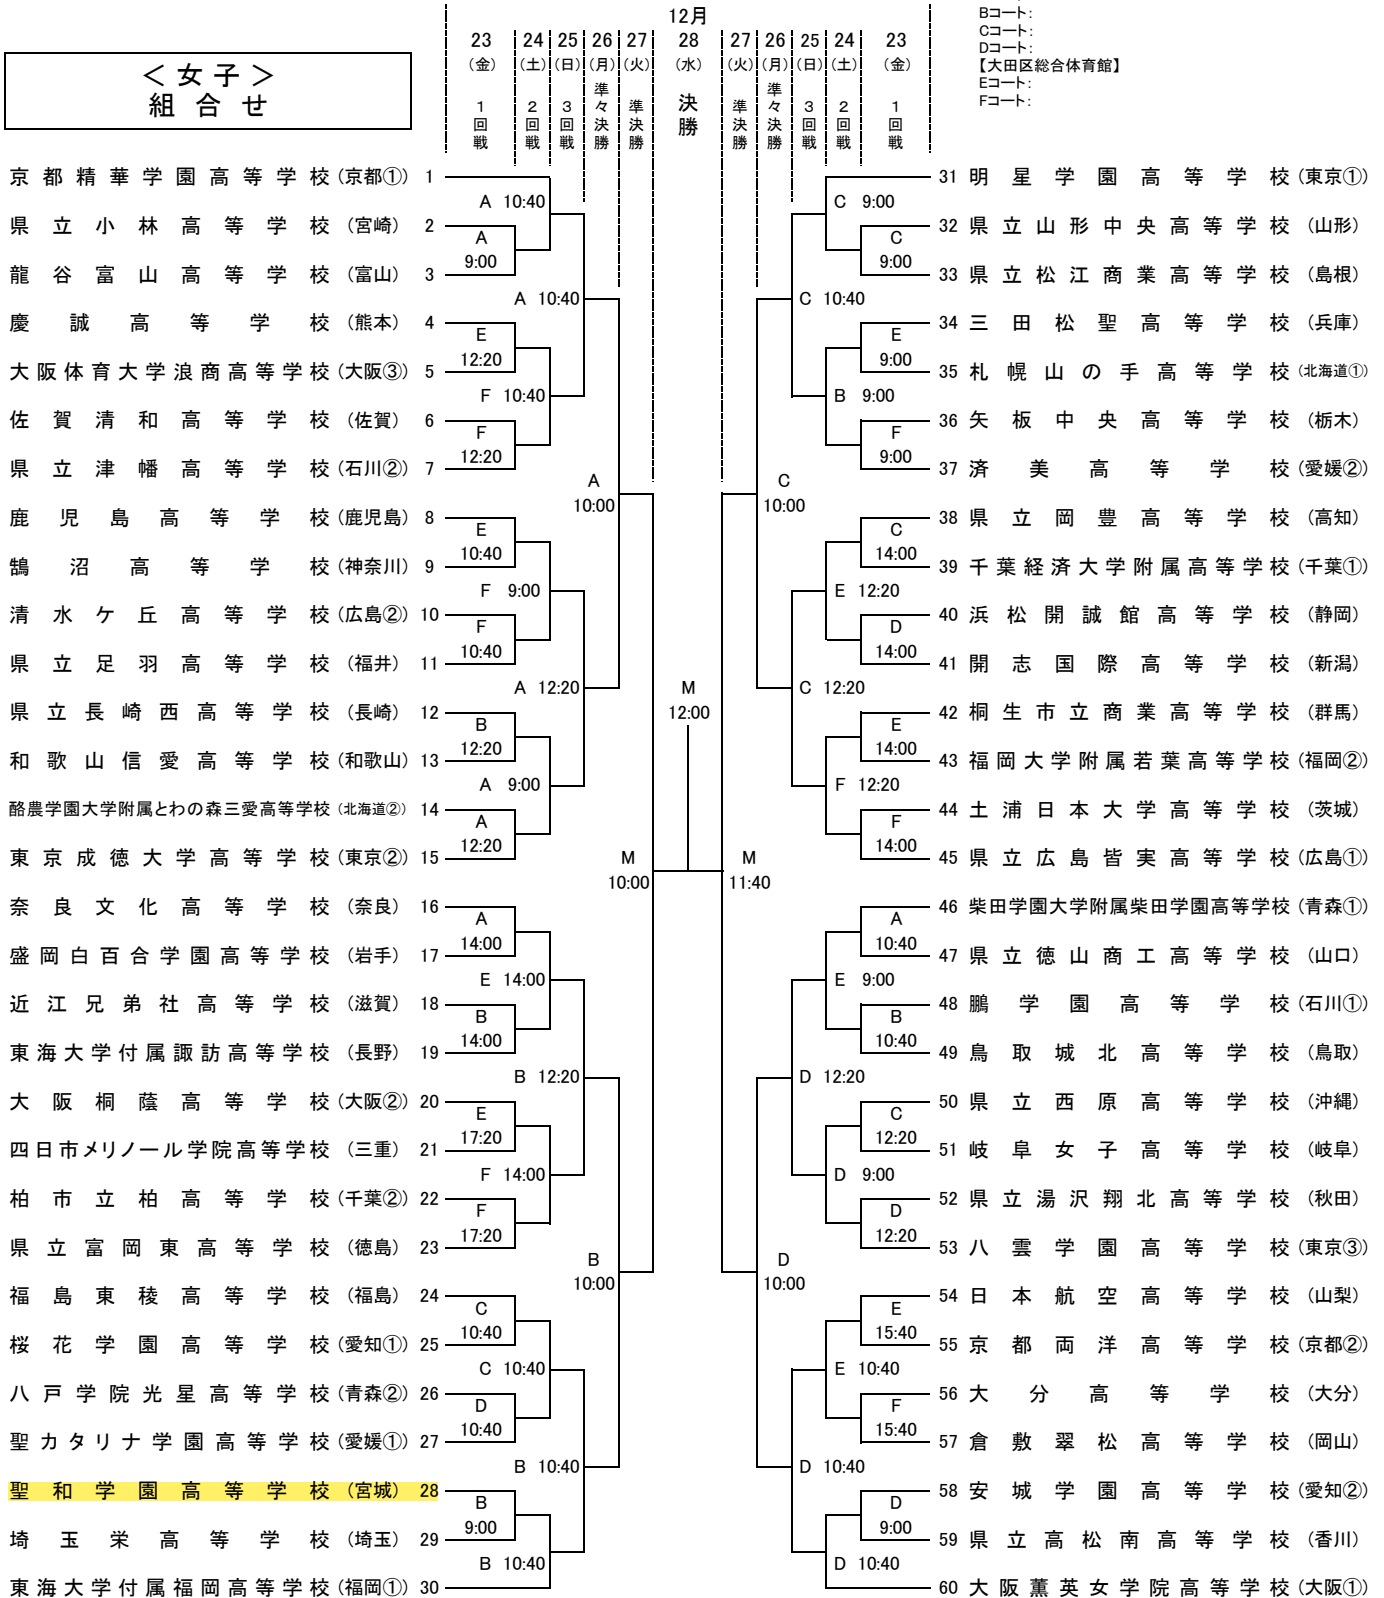 12月
23 24 25 26 27 28 27 26 25 24 23
(金) (土) (日) (月) (火) (水) (火) (月) (日) (土) (金)
1回戦 2回戦 3回戦 準々決勝 準決勝 決勝 準決勝 準々決勝 3回戦 2回戦 1回戦
Bコート:
Cコート:
Dコート:
【大田区総合体育館】
Eコート:
Fコート:
＜女子＞
組合せ
京都精華学園高等学校(京都①) 1
A 10:40
県立小林高等学校(宮崎) 2
A
9:00
龍谷富山高等学校(富山) 3
A 10:40
慶誠高等学校(熊本) 4
E
12:20
大阪体育大学浪商高等学校(大阪③) 5
F 10:40
佐賀清和高等学校(佐賀) 6
F
12:20
県立津幡高等学校(石川②) 7
A
10:00
鹿児島高等学校(鹿児島) 8
E
10:40
鵠沼高等学校(神奈川) 9
F 9:00
清水ケ丘高等学校(広島②) 10
F
10:40
県立足羽高等学校(福井) 11
A 12:20
県立長崎西高等学校(長崎) 12
B
12:20
和歌山信愛高等学校(和歌山) 13
A 9:00
酪農学園大学附属とわの森三愛高等学校(北海道②) 14
A
12:20
東京成徳大学高等学校(東京②) 15
M
10:00
奈良文化高等学校(奈良) 16
A
14:00
盛岡白百合学園高等学校(岩手) 17
E 14:00
近江兄弟社高等学校(滋賀) 18
B
14:00
東海大学付属諏訪高等学校(長野) 19
B 12:20
大阪桐蔭高等学校(大阪②) 20
E
17:20
四日市メリノール学院高等学校(三重) 21
F 14:00
柏市立柏高等学校(千葉②) 22
F
17:20
県立富岡東高等学校(徳島) 23
B
10:00
福島東稜高等学校(福島) 24
C
10:40
桜花学園高等学校(愛知①) 25
C 10:40
八戸学院光星高等学校(青森②) 26
D
10:40
聖カタリナ学園高等学校(愛媛①) 27
B 10:40
聖和学園高等学校(宮城) 28
B
9:00
埼玉栄高等学校(埼玉) 29
B 10:40
東海大学付属福岡高等学校(福岡①) 30
M
12:00
31 明星学園高等学校(東京①)
C 9:00
32 県立山形中央高等学校(山形)
C
9:00
33 県立松江商業高等学校(島根)
C 10:40
34 三田松聖高等学校(兵庫)
E
9:00
35 札幌山の手高等学校(北海道①)
B 9:00
36 矢板中央高等学校(栃木)
F
9:00
37 済美高等学校(愛媛②)
C
10:00
38 県立岡豊高等学校(高知)
C
14:00
39 千葉経済大学附属高等学校(千葉①)
E 12:20
40 浜松開誠館高等学校(静岡)
D
14:00
41 開志国際高等学校(新潟)
C 12:20
42 桐生市立商業高等学校(群馬)
E
14:00
43 福岡大学附属若葉高等学校(福岡②)
F 12:20
44 土浦日本大学高等学校(茨城)
F
14:00
45 県立広島皆実高等学校(広島①)
M
11:40
46 柴田学園大学附属柴田学園高等学校(青森①)
A
10:40
47 県立徳山商工高等学校(山口)
E 9:00
48 鵬学園高等学校(石川①)
B
10:40
49 鳥取城北高等学校(鳥取)
D 12:20
50 県立西原高等学校(沖縄)
C
12:20
51 岐阜女子高等学校(岐阜)
D 9:00
52 県立湯沢翔北高等学校(秋田)
D
12:20
53 八雲学園高等学校(東京③)
D
10:00
54 日本航空高等学校(山梨)
E
15:40
55 京都両洋高等学校(京都②)
E 10:40
56 大分高等学校(大分)
F
15:40
57 倉敷翠松高等学校(岡山)
D 10:40
58 安城学園高等学校(愛知②)
D
9:00
59 県立高松南高等学校(香川)
D 10:40
60 大阪薫英女学院高等学校(大阪①)